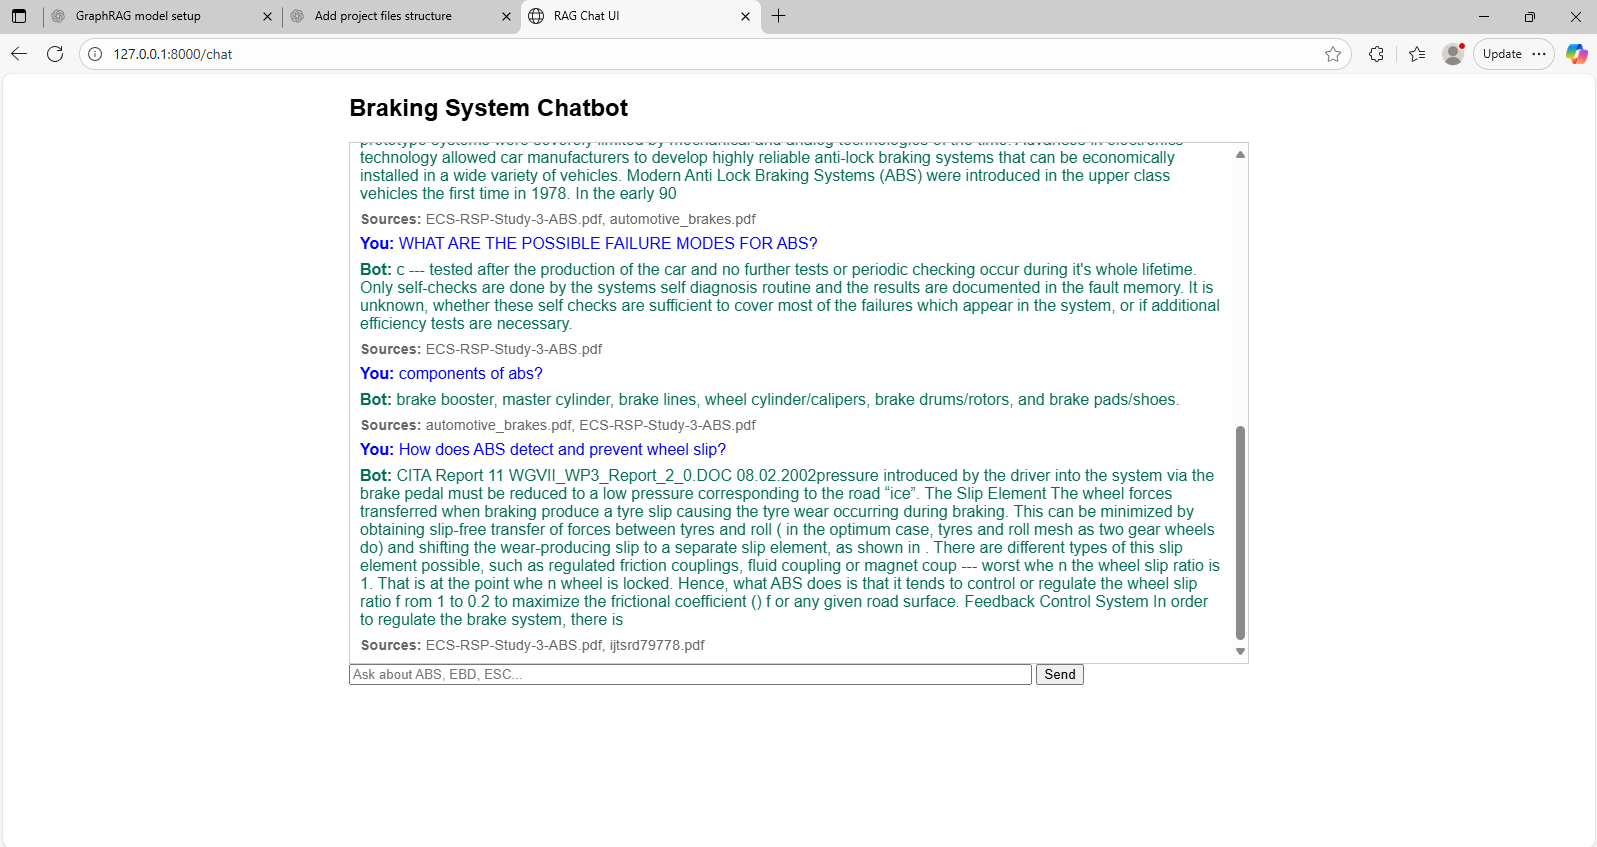 GraphRAG model setup
Add project files structure
RAG Chat UI
127.0.0.1:8000/chat
Update
Braking System Chatbot
prototype systems were severely limited by mechanical and analog technologies of the time. Advances in electronics
technology allowed car manufacturers to develop highly reliable anti-lock braking systems that can be economically
installed in a wide variety of vehicles. Modern Anti Lock Braking Systems (ABS) were introduced in the upper class
vehicles the first time in 1978. In the early 90
Sources: ECS-RSP-Study-3-ABS.pdf, automotive_brakes.pdf
You: WHAT ARE THE POSSIBLE FAILURE MODES FOR ABS?
Bot: c --- tested after the production of the car and no further tests or periodic checking occur during it's whole lifetime.
Only self-checks are done by the systems self diagnosis routine and the results are documented in the fault memory. It is
unknown, whether these self checks are sufficient to cover most of the failures which appear in the system, or if additional
efficiency tests are necessary.
Sources: ECS-RSP-Study-3-ABS.pdf
You: components of abs?
Bot: brake booster, master cylinder, brake lines, wheel cylinder/calipers, brake drums/rotors, and brake pads/shoes.
Sources: automotive_brakes.pdf, ECS-RSP-Study-3-ABS.pdf
You: How does ABS detect and prevent wheel slip?
Bot: CITA Report 11 WGVII_WP3_Report_2_0.DOC 08.02.2002pressure introduced by the driver into the system via the
brake pedal must be reduced to a low pressure corresponding to the road “ice”. The Slip Element The wheel forces
transferred when braking produce a tyre slip causing the tyre wear occurring during braking. This can be minimized by
obtaining slip-free transfer of forces between tyres and roll ( in the optimum case, tyres and roll mesh as two gear wheels
do) and shifting the wear-producing slip to a separate slip element, as shown in . There are different types of this slip
element possible, such as regulated friction couplings, fluid coupling or magnet coup --- worst whe n the wheel slip ratio is
1. That is at the point whe n wheel is locked. Hence, what ABS does is that it tends to control or regulate the wheel slip
ratio f rom 1 to 0.2 to maximize the frictional coefficient () f or any given road surface. Feedback Control System In order
to regulate the brake system, there is
Sources: ECS-RSP-Study-3-ABS.pdf, ijtsrd79778.pdf
Ask about ABS, EBD, ESC...
Send